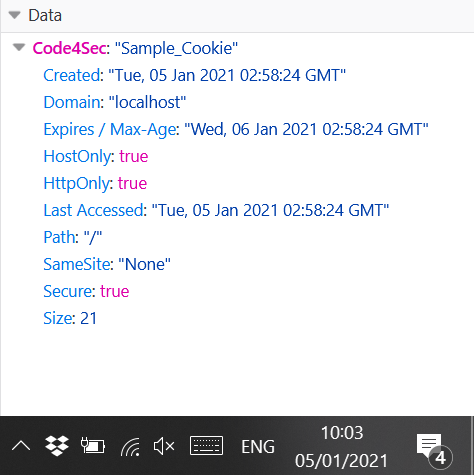 Data
Code4Sec: "Sample_Cookie"
Created: "Tue, 05 Jan 2021 02:58:24 GMT"
Domain: "localhost"
Expires / Max-Age: "Wed, 06 Jan 2021 02:58:24 GMT"
HostOnly: true
HttpOnly: true
Last Accessed: "Tue, 05 Jan 2021 02:58:24 GMT"
Path: "/"
SameSite: "None"
Secure: true
Size: 21
ENG
10:03
05/01/2021
4